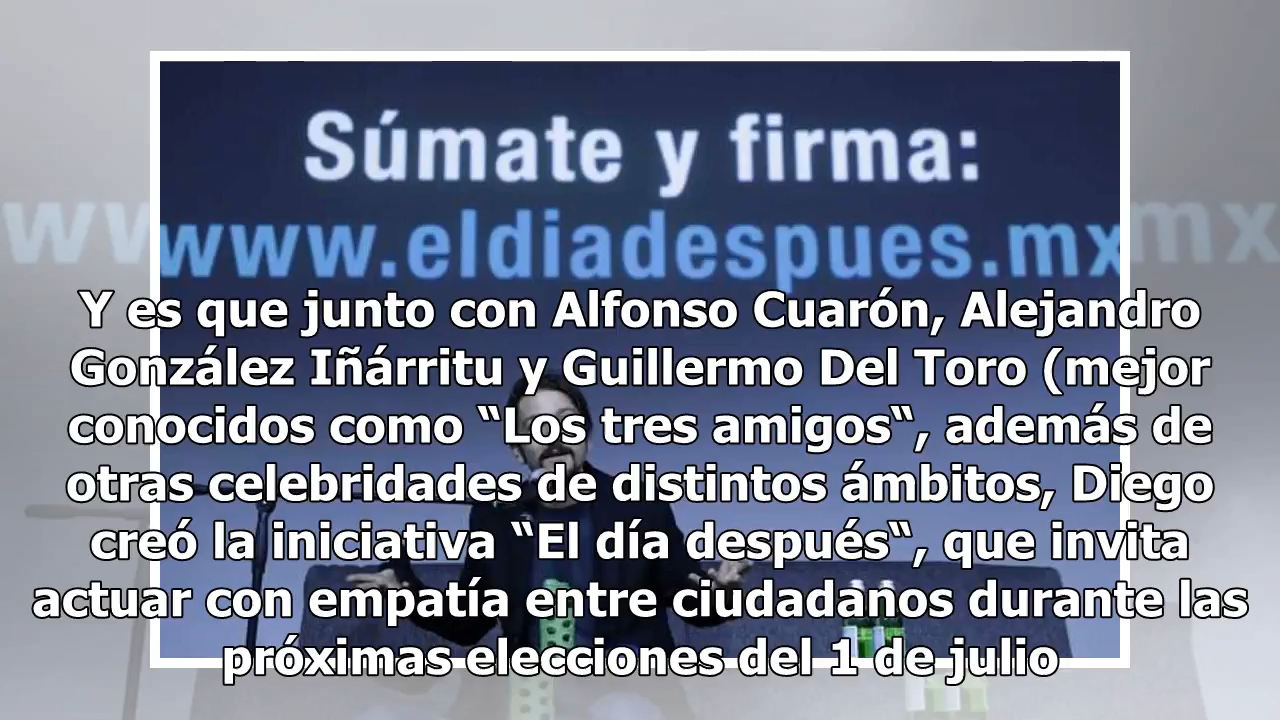 Súmate y firma:
www.eldiadespues.mx
Y es que junto con Alfonso Cuarón, Alejandro
González Iñárritu y Guillermo Del Toro (mejor
conocidos como “Los tres amigos“, además de
otras celebridades de distintos ámbitos, Diego
creó la iniciativa “El día después“, que invita
actuar con empatía entre ciudadanos durante las
próximas elecciones del 1 de julio